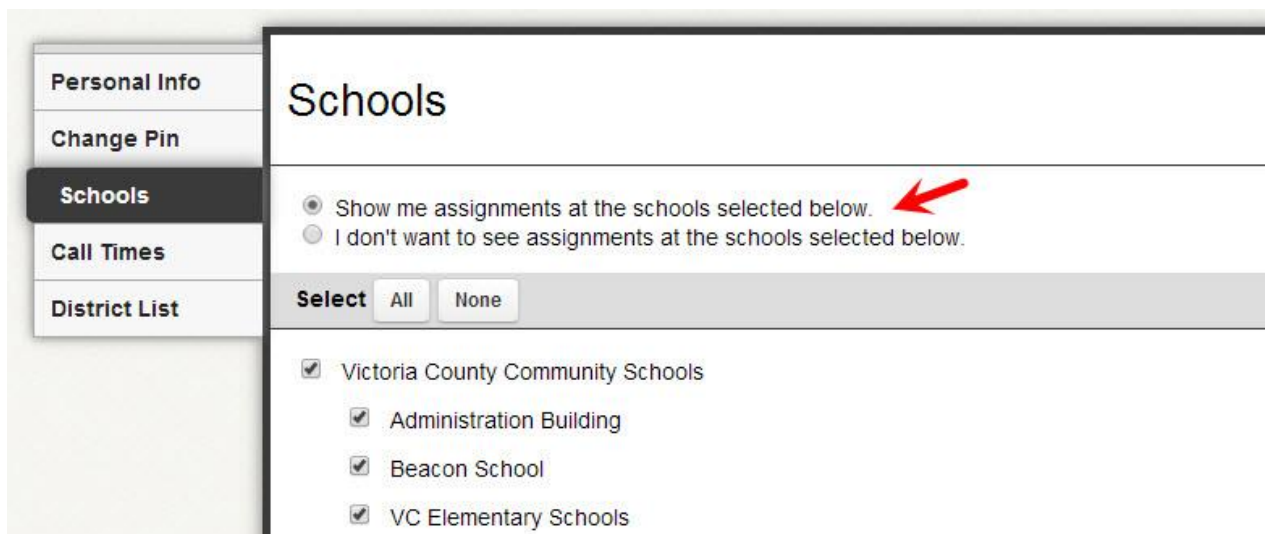 Personal Info
Change Pin
Schools
Call Times
District List
Schools
Show me assignments at the schools selected below.
I don't want to see assignments at the schools selected below.
Select All None
Victoria County Community Schools
Administration Building
Beacon School
VC Elementary Schools